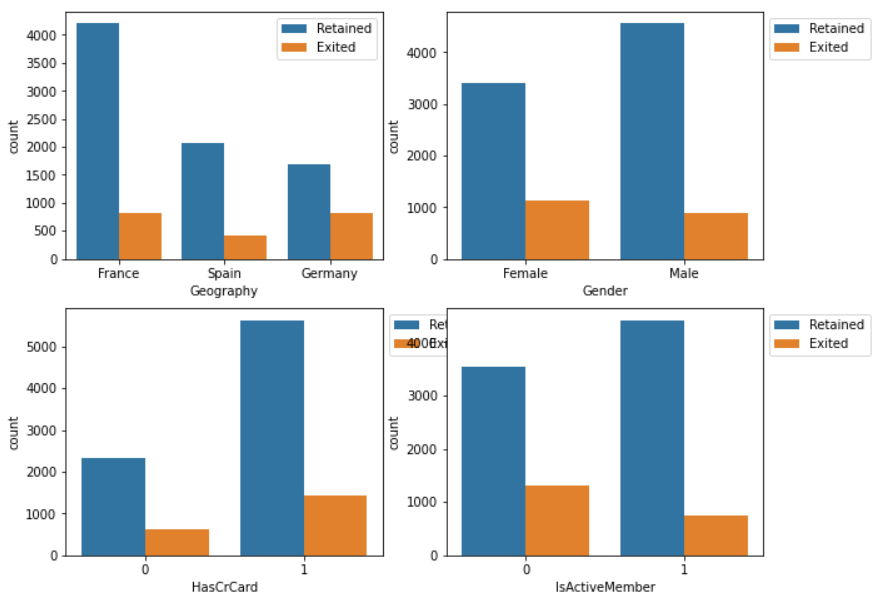 Retained
Exited
4000
3500
3000
2500
2000
1500
1000
500
0
count
France Spain Germany
Geography
Retained
Exited
4000
3000
2000
1000
0
count
Female Male
Gender
5000
4000
3000
2000
1000
0
count
0 1
HasCrCard
Retained
Exited
4000
3000
2000
1000
0
count
0 1
IsActiveMember